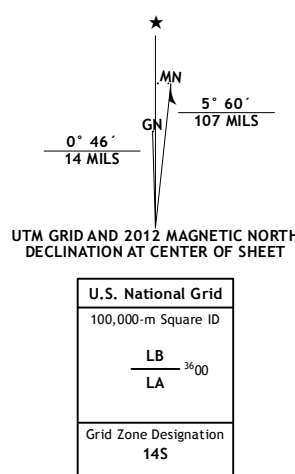 ★
MN
5° 60´
107 MILS
GN
0° 46´
14 MILS
UTM GRID AND 2012 MAGNETIC NORTH
DECLINATION AT CENTER OF SHEET
U.S. National Grid
100,000-m Square ID
LB
3600
LA
Grid Zone Designation
14S